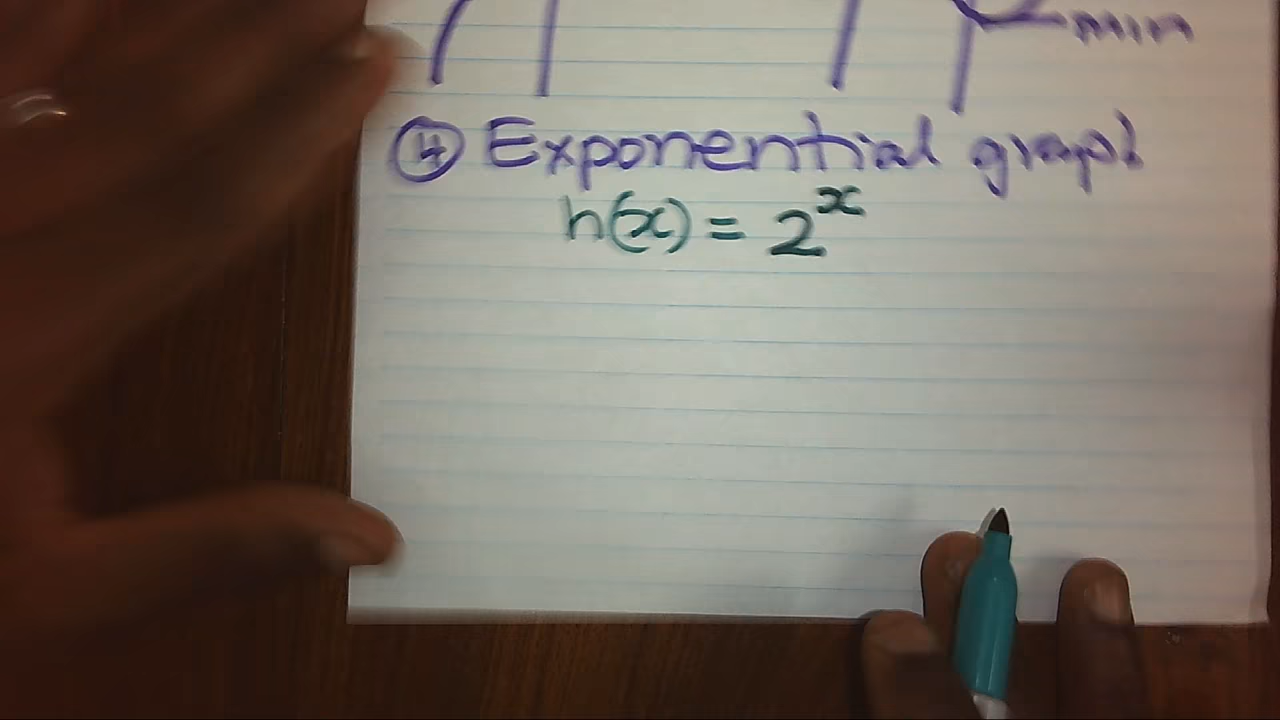 min
④ Exponential graph
h(x) = 2^x